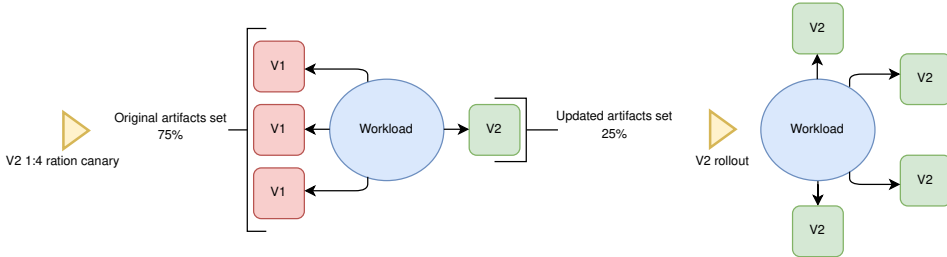 V2 1:4 ration canary
Original artifacts set
75%
V1
V1
V1
Workload
V2
Updated artifacts set
25%
V2 rollout
V2
Workload
V2
V2
V2